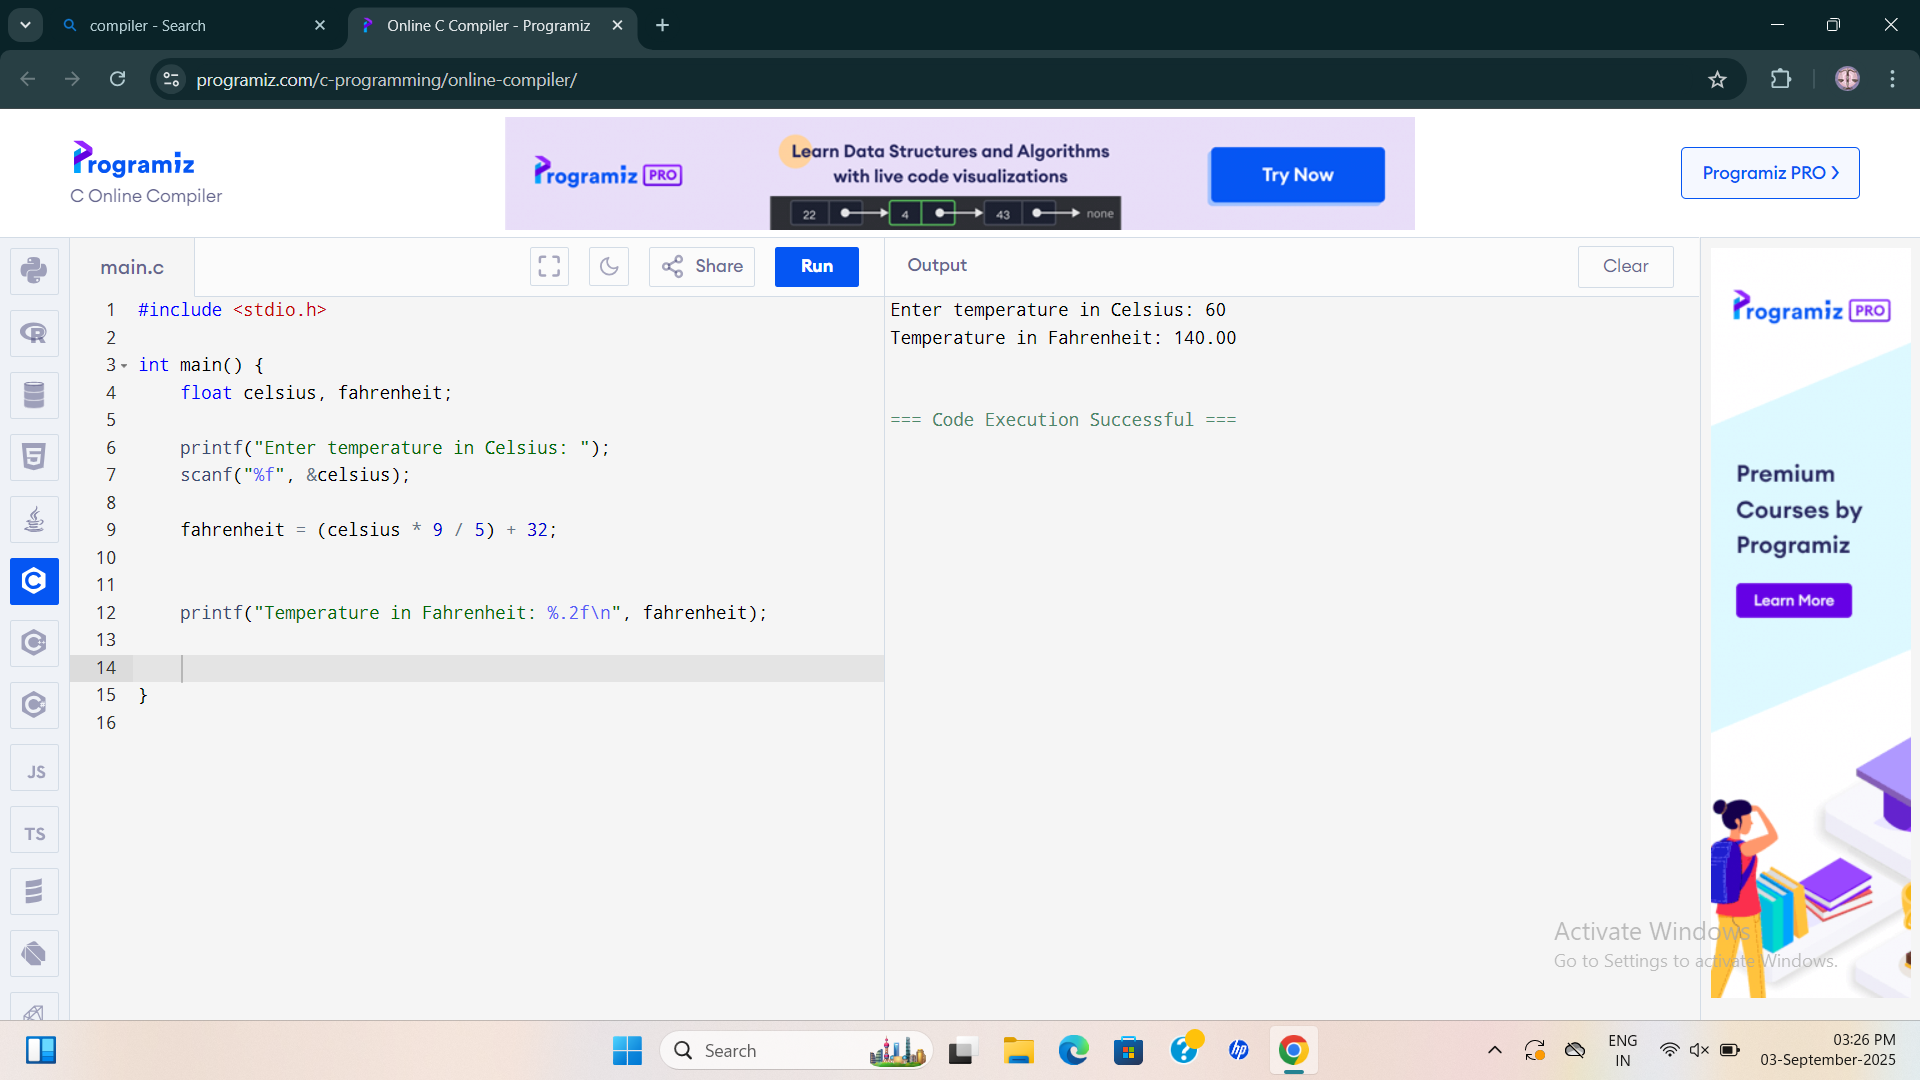 compiler - Search
Online C Compiler - Programiz
programiz.com/c-programming/online-compiler/
Programiz
C Online Compiler
Programiz PRO
Learn Data Structures and Algorithms
with live code visualizations
22 4 43 none
Try Now
Programiz PRO
main.c
Share
Run
Output
Clear
1 #include <stdio.h>
2
3 int main() {
4     float celsius, fahrenheit;
5
6     printf("Enter temperature in Celsius: ");
7     scanf("%f", &celsius);
8
9     fahrenheit = (celsius * 9 / 5) + 32;
10
11
12     printf("Temperature in Fahrenheit: %.2f\n", fahrenheit);
13
14
15 }
16
Enter temperature in Celsius: 60
Temperature in Fahrenheit: 140.00
=== Code Execution Successful ===
R
5
C
JS
TS
Programiz PRO
Premium
Courses by
Programiz
Learn More
Activate Windows
Go to Settings to activate Windows.
Search
hp
ENG
IN
03:26 PM
03-September-2025